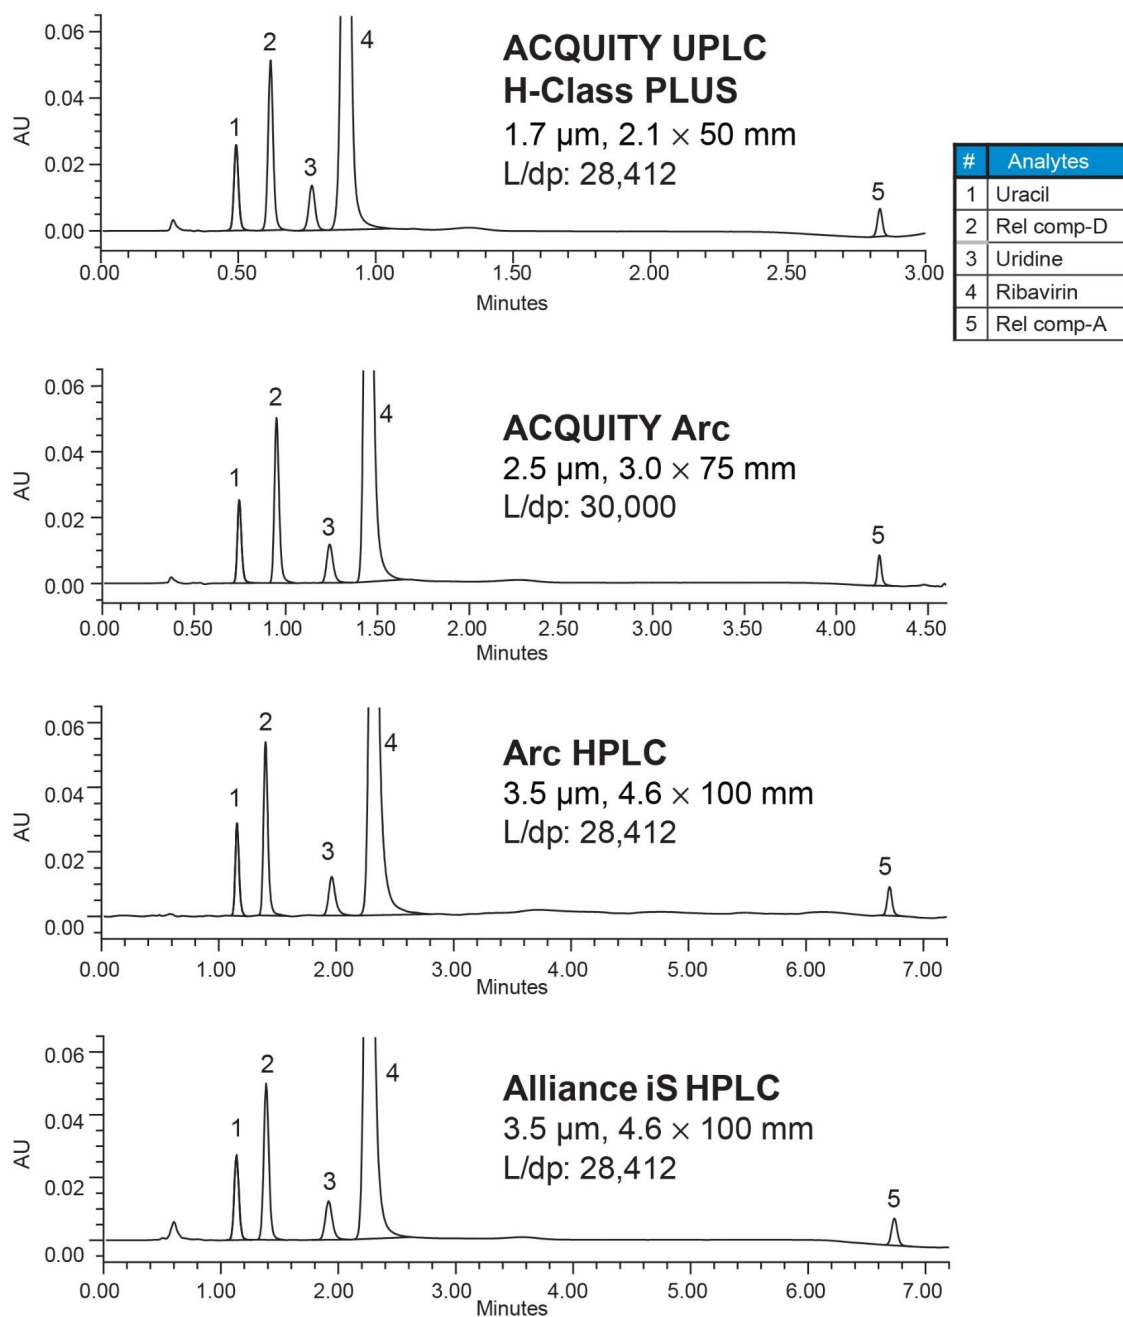 0.06
0.04
0.02
0.00
AU
1
2
3
4
5
ACQUITY UPLC
H-Class PLUS
1.7 µm, 2.1 × 50 mm
L/dp: 28,412
0.00 0.50 1.00 1.50 2.00 2.50 3.00
Minutes
# Analytes
1 Uracil
2 Rel comp-D
3 Uridine
4 Ribavirin
5 Rel comp-A
0.06
0.04
0.02
0.00
AU
1
2
3
4
5
ACQUITY Arc
2.5 µm, 3.0 × 75 mm
L/dp: 30,000
0.00 0.50 1.00 1.50 2.00 2.50 3.00 3.50 4.00 4.50
Minutes
0.06
0.04
0.02
0.00
AU
1
2
3
4
5
Arc HPLC
3.5 µm, 4.6 × 100 mm
L/dp: 28,412
0.00 1.00 2.00 3.00 4.00 5.00 6.00 7.00
Minutes
0.06
0.04
0.02
0.00
AU
1
2
3
4
5
Alliance iS HPLC
3.5 µm, 4.6 × 100 mm
L/dp: 28,412
0.00 1.00 2.00 3.00 4.00 5.00 6.00 7.00
Minutes